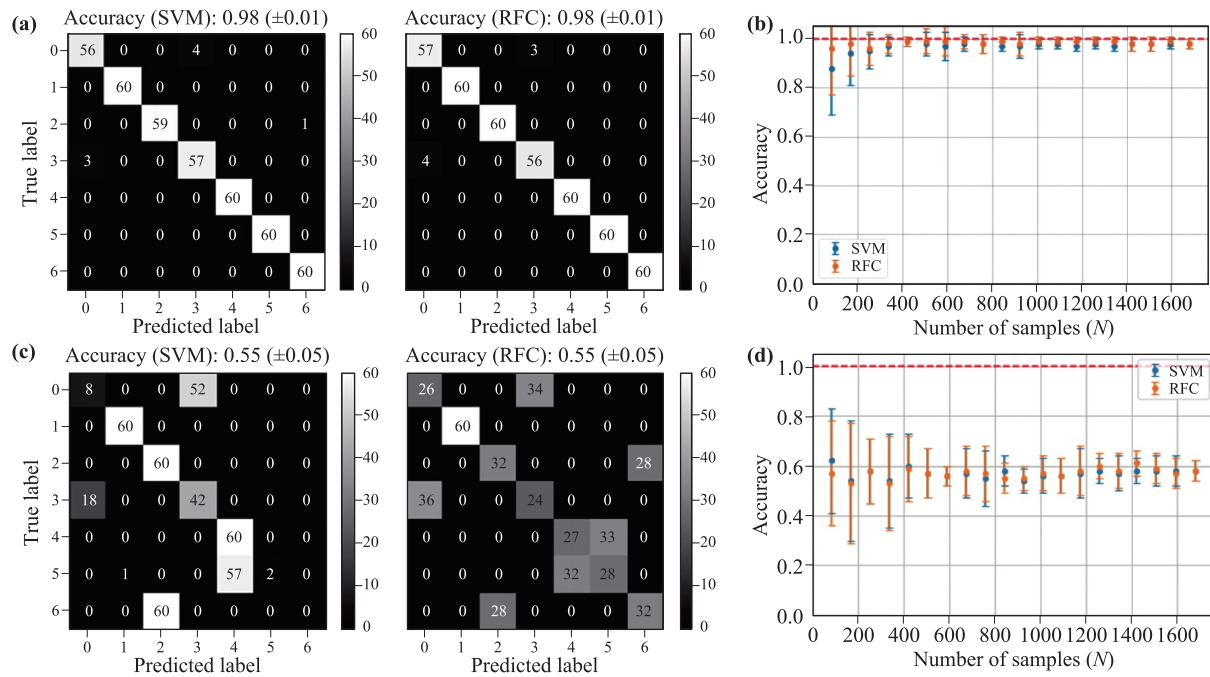 (a)
Accuracy (SVM): 0.98 (±0.01)
True label
0 56 0 0 4 0 0 0
1 0 60 0 0 0 0 0
2 0 0 59 0 0 0 1
3 3 0 0 57 0 0 0
4 0 0 0 0 60 0 0
5 0 0 0 0 0 60 0
6 0 0 0 0 0 0 60
0 1 2 3 4 5 6
Predicted label
60
50
40
30
20
10
0
Accuracy (RFC): 0.98 (±0.01)
57 0 0 3 0 0 0
0 60 0 0 0 0 0
0 0 60 0 0 0 0
4 0 0 56 0 0 0
0 0 0 0 60 0 0
0 0 0 0 0 60 0
0 0 0 0 0 0 60
0 1 2 3 4 5 6
Predicted label
60
50
40
30
20
10
0
(b)
Accuracy
1.0
0.8
0.6
0.4
0.2
0.0
SVM
RFC
0 200 400 600 800 1000 1200 1400 1600
Number of samples (N)
(c)
Accuracy (SVM): 0.55 (±0.05)
True label
0 8 0 0 52 0 0 0
1 0 60 0 0 0 0 0
2 0 0 60 0 0 0 0
3 18 0 0 42 0 0 0
4 0 0 0 0 60 0 0
5 0 1 0 0 57 2 0
6 0 0 60 0 0 0 0
0 1 2 3 4 5 6
Predicted label
60
50
40
30
20
10
0
Accuracy (RFC): 0.55 (±0.05)
26 0 0 34 0 0 0
0 60 0 0 0 0 0
0 0 32 0 0 0 28
36 0 0 24 0 0 0
0 0 0 0 27 33 0
0 0 0 0 32 28 0
0 0 28 0 0 0 32
0 1 2 3 4 5 6
Predicted label
60
50
40
30
20
10
0
(d)
Accuracy
1.0
0.8
0.6
0.4
0.2
0.0
SVM
RFC
0 200 400 600 800 1000 1200 1400 1600
Number of samples (N)